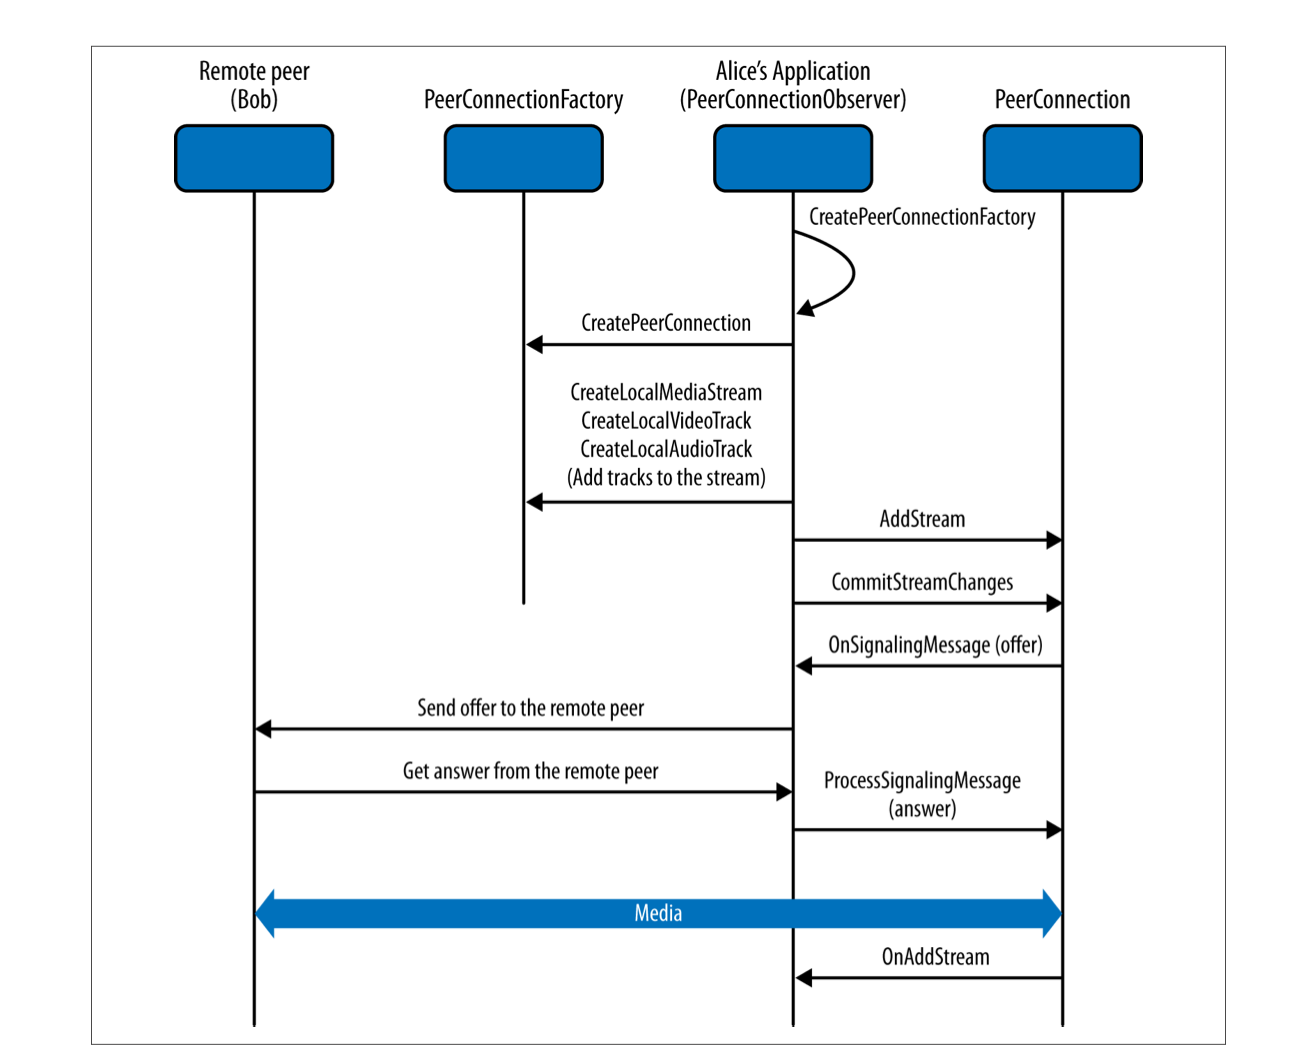 Remote peer
(Bob)
PeerConnectionFactory
Alice’s Application
(PeerConnectionObserver)
PeerConnection
CreatePeerConnectionFactory
CreatePeerConnection
CreateLocalMediaStream
CreateLocalVideoTrack
CreateLocalAudioTrack
(Add tracks to the stream)
AddStream
CommitStreamChanges
OnSignalingMessage (offer)
Send offer to the remote peer
Get answer from the remote peer
ProcessSignalingMessage
(answer)
Media
OnAddStream